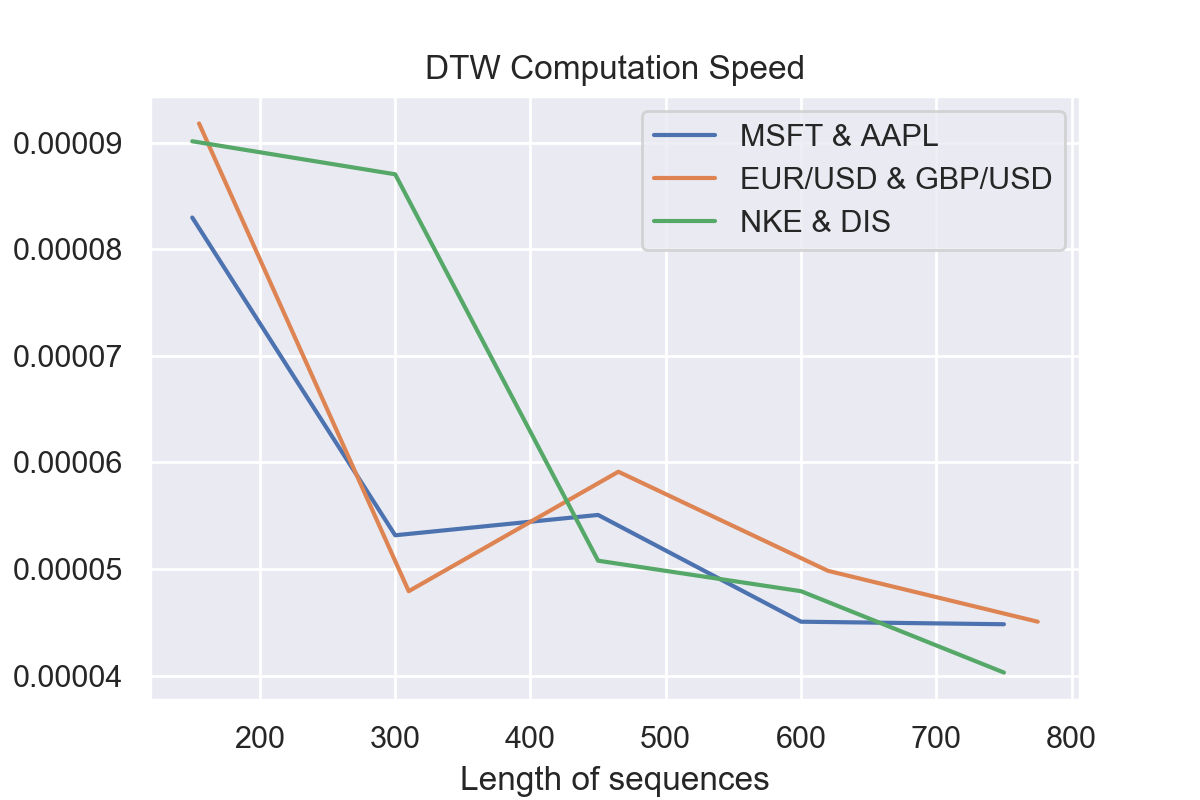 DTW Computation Speed
MSFT & AAPL
EUR/USD & GBP/USD
NKE & DIS
0.00009
0.00008
0.00007
0.00006
0.00005
0.00004
200 300 400 500 600 700 800
Length of sequences